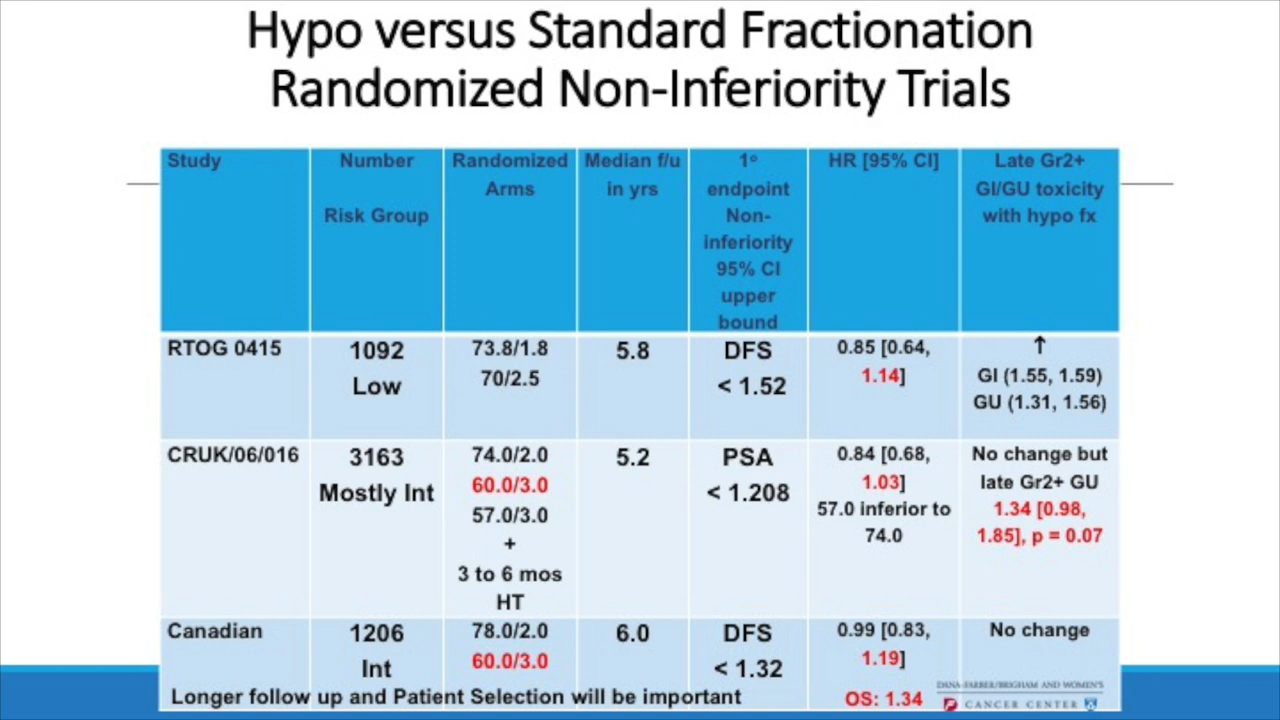 Hypo versus Standard Fractionation
Randomized Non-Inferiority Trials
Study
Number
Risk Group
Randomized
Arms
Median f/u
in yrs
1°
endpoint
Non-
inferiority
95% CI
upper
bound
HR [95% CI]
Late Gr2+
GI/GU toxicity
with hypo fx
RTOG 0415
1092
Low
73.8/1.8
70/2.5
5.8
DFS
< 1.52
0.85 [0.64,
1.14]
↑
GI (1.55, 1.59)
GU (1.31, 1.56)
CRUK/06/016
3163
Mostly Int
74.0/2.0
60.0/3.0
57.0/3.0
+
3 to 6 mos
HT
5.2
PSA
< 1.208
0.84 [0.68,
1.03]
57.0 inferior to
74.0
No change but
late Gr2+ GU
1.34 [0.98,
1.85], p = 0.07
Canadian
1206
Int
78.0/2.0
60.0/3.0
6.0
DFS
< 1.32
0.99 [0.83,
1.19]
OS: 1.34
No change
Longer follow up and Patient Selection will be important
DANA-FARBER/BRIGHAM AND WOMEN'S
CANCER CENTER